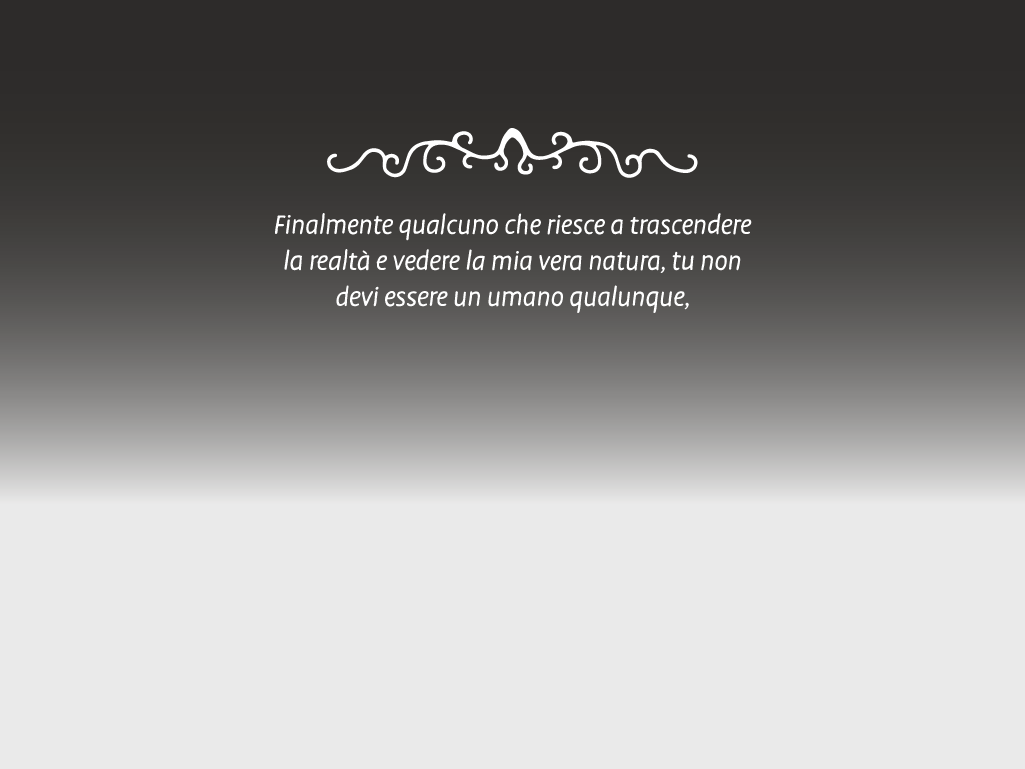 Finalmente qualcuno che riesce a trascendere
la realtà e vedere la mia vera natura, tu non
devi essere un umano qualunque,